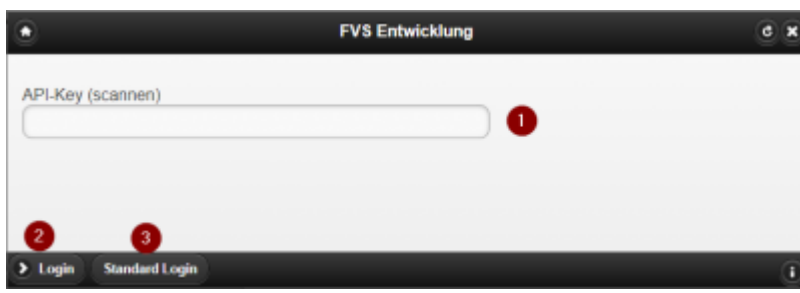 FVS Entwicklung
API-Key (scannen)
1
2
3
Login
Standard Login